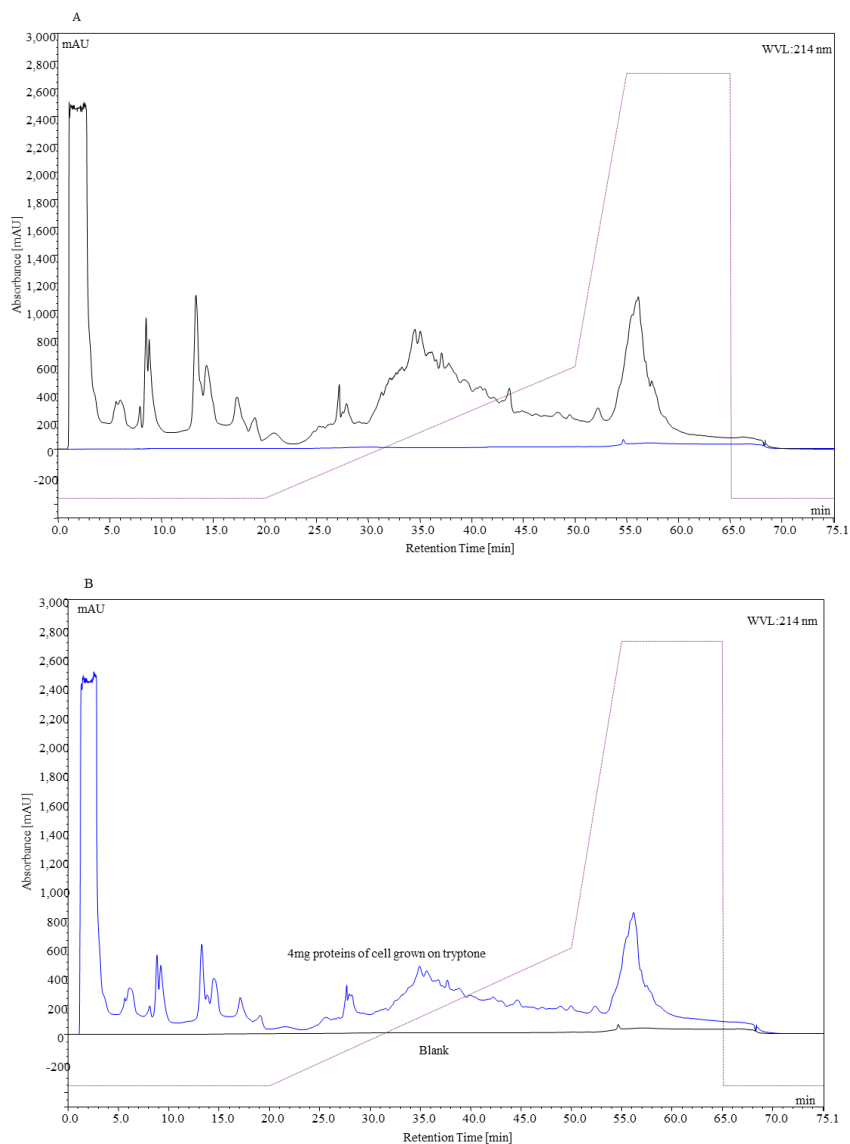 A
3,000
mAU
WVL:214 nm
2,800
2,600
2,400
2,200
2,000
1,800
1,600
1,400
1,200
1,000
800
600
400
200
0
-200
Absorbance [mAU]
min
0.0 5.0 10.0 15.0 20.0 25.0 30.0 35.0 40.0 45.0 50.0 55.0 60.0 65.0 70.0 75.1
Retention Time [min]
B
3,000
mAU
WVL:214 nm
2,800
2,600
2,400
2,200
2,000
1,800
1,600
1,400
1,200
1,000
800
600
400
200
0
-200
Absorbance [mAU]
4mg proteins of cell grown on tryptone
Blank
min
0.0 5.0 10.0 15.0 20.0 25.0 30.0 35.0 40.0 45.0 50.0 55.0 60.0 65.0 70.0 75.1
Retention Time [min]